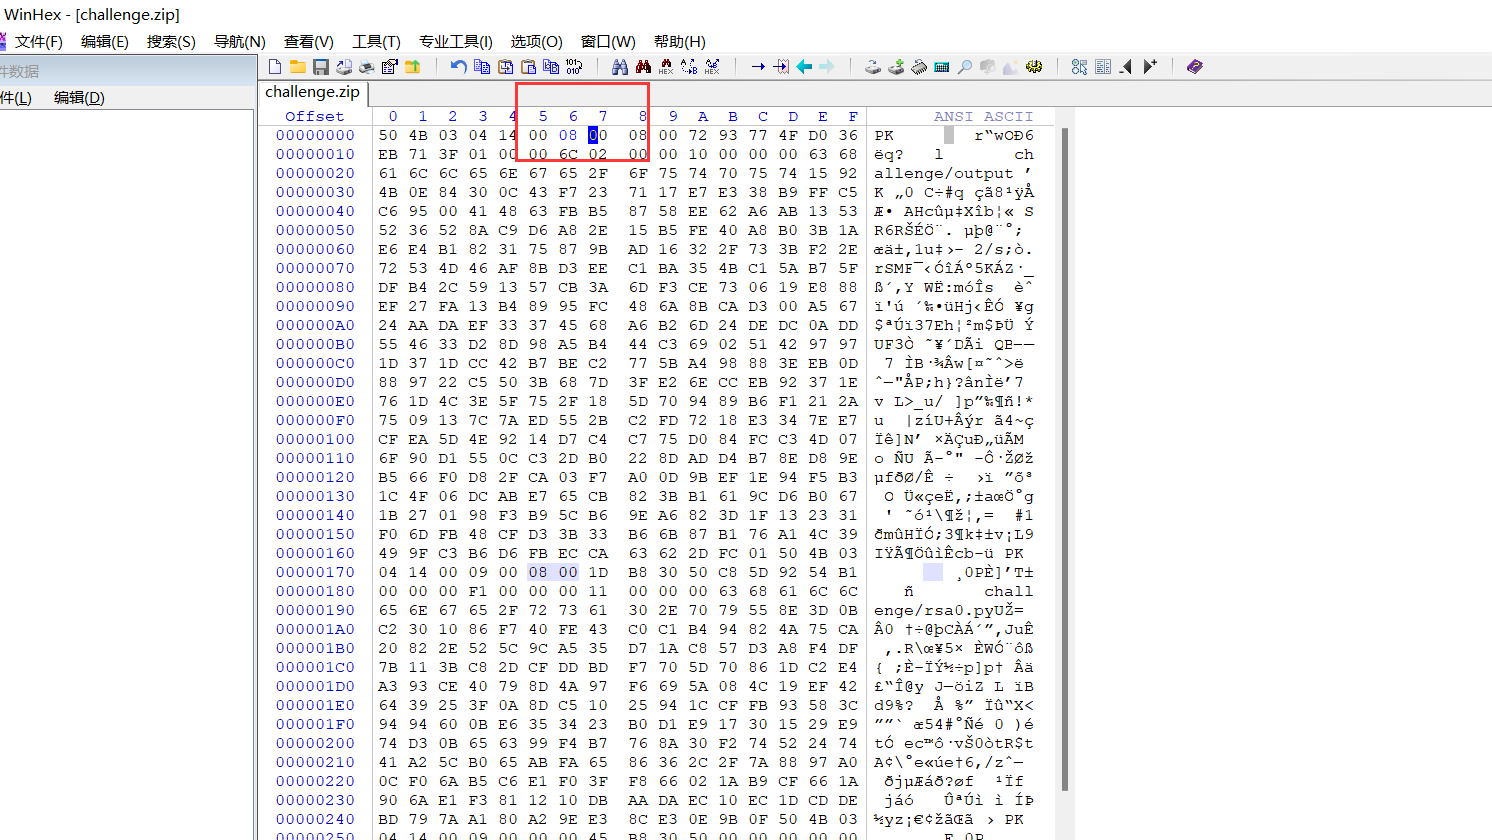 WinHex - [challenge.zip]
文件(F) 编辑(E) 搜索(S) 导航(N) 查看(V) 工具(T) 专业工具(I) 选项(O) 窗口(W) 帮助(H)
件数据
件(L) 编辑(D)
challenge.zip
Offset 0 1 2 3 4 5 6 7 8 9 A B C D E F ANSI ASCII
00000000 50 4B 03 04 14 00 08 00 08 00 72 93 77 4F D0 36 PK r“wOÐ6
00000010 EB 71 3F 01 00 00 6C 02 00 00 10 00 00 00 63 68 ëq? l ch
00000020 61 6C 6C 65 6E 67 65 2F 6F 75 74 70 75 74 15 92 allenge/output ’
00000030 4B 0E 84 30 0C 43 F7 23 71 17 E7 E3 38 B9 FF C5 K „0 C÷#q çã8¹ÿÅ
00000040 C6 95 00 41 48 63 FB B5 87 58 EE 62 A6 AB 13 53 Æ• AHcûµ‡Xîb¦« S
00000050 52 36 52 8A C9 D6 A8 2E 15 B5 FE 40 A8 B0 3B 1A R6RŠÉÖ¨. µþ@¨°;
00000060 E6 E4 B1 82 31 75 87 9B AD 16 32 2F 73 3B F2 2E æä±‚1u‡›- 2/s;ò.
00000070 72 53 4D 46 AF 8B D3 EE C1 BA 35 4B C1 5A B7 5F rSMF¯‹ÓîÁº5KÁZ·_
00000080 DF B4 2C 59 13 57 CB 3A 6D F3 CE 73 06 19 E8 88 ß´,Y WË:móÎs èˆ
00000090 EF 27 FA 13 B4 89 95 FC 48 6A 8B CA D3 00 A5 67 ï'ú ´‰•üHj‹ÊÓ ¥g
000000A0 24 AA DA EF 33 37 45 68 A6 B2 6D 24 DE DC 0A DD $ªÚï37Eh¦²m$ÞÜ Ý
000000B0 55 46 33 D2 8D 98 A5 B4 44 C3 69 02 51 42 97 97 UF3Ò ˜¥´DÃi QB——
000000C0 1D 37 1D CC 42 B7 BE C2 77 5B A4 98 88 3E EB 0D 7 ÌB·¾Âw[¤˜ˆ>ë
000000D0 88 97 22 C5 50 3B 68 7D 3F E2 6E CC EB 92 37 1E ˆ—"ÅP;h}?ânÌë’7
000000E0 76 1D 4C 3E 5F 75 2F 18 5D 70 94 89 B6 F1 21 2A v L>_u/ ]p”‰¶ñ!*
000000F0 75 09 13 7C 7A ED 55 2B C2 FD 72 18 E3 34 7E E7 u |zíU+Âýr ã4~ç
00000100 CF EA 5D 4E 92 14 D7 C4 C7 75 D0 84 FC C3 4D 07 Ïê]N’ ×ÄÇuÐ„üÃM
00000110 6F 90 D1 55 0C C3 2D B0 22 8D AD D4 B7 8E D8 9E o ÑU Ã-°" -Ô·ŽØž
00000120 B5 66 F0 D8 2F CA 03 F7 A0 0D 9B EF 1E 94 F5 B3 µfðØ/Ê ÷ ›ï ”õ³
00000130 1C 4F 06 DC AB E7 65 CB 82 3B B1 61 9C D6 B0 67 O Ü«çeË‚;±aœÖ°g
00000140 1B 27 01 98 F3 B9 5C B6 9E A6 82 3D 1F 13 23 31 ' ˜ó¹\¶ž¦‚= #1
00000150 F0 6D FB 48 CF D3 3B 33 B6 6B 87 B1 76 A1 4C 39 ðmûHÏÓ;3¶k‡±v¡L9
00000160 49 9F C3 B6 D6 FB EC CA 63 62 2D FC 01 50 4B 03 IŸÃ¶ÖûìÊcb-ü PK
00000170 04 14 00 09 00 08 00 1D B8 30 50 C8 5D 92 54 B1 ¸0PÈ]’T±
00000180 00 00 00 F1 00 00 00 11 00 00 00 63 68 61 6C 6C ñ chall
00000190 65 6E 67 65 2F 72 73 61 30 2E 70 79 55 8E 3D 0B enge/rsa0.pyUŽ=
000001A0 C2 30 10 86 F7 40 FE 43 C0 C1 B4 94 82 4A 75 CA Â0 †÷@þCÀÁ´”‚JuÊ
000001B0 20 82 2E 52 5C 9C A5 35 D7 1A C8 57 D3 A8 F4 DF ‚.R\œ¥5× ÈWÓ¨ôß
000001C0 7B 11 3B C8 2D CF DD BD F7 70 5D 70 86 1D C2 E4 { ;È-ÏÝ½÷p]p† Âä
000001D0 A3 93 CE 40 79 8D 4A 97 F6 69 5A 08 4C 19 EF 42 £“Î@y J—öiZ L ïB
000001E0 64 39 25 3F 0A 8D C5 10 25 94 1C CF FB 93 58 3C d9%? Å %” Ïû“X<
000001F0 94 94 60 0B E6 35 34 23 B0 D1 E9 17 30 15 29 E9 ””` æ54#°Ñé 0 )é
00000200 74 D3 0B 65 63 99 F4 B7 76 8A 30 F2 74 52 24 74 tÓ ec™ô·vŠ0òtR$t
00000210 41 A2 5C B0 65 AB FA 65 86 36 2C 2F 7A 88 97 A0 A¢\°e«úe†6,/zˆ—
00000220 0C F0 6A B5 C6 E1 F0 3F F8 66 02 1A B9 CF 66 1A ðjµÆáð?øf ¹Ïf
00000230 90 6A E1 F3 81 12 10 DB AA DA EC 10 EC 1D CD DE jáó ÛªÚì ì ÍÞ
00000240 BD 79 7A A1 80 A2 9E E3 8C E3 0E 9B 0F 50 4B 03 ½yz¡€¢žãŒã › PK
00000250 04 14 00 09 00 00 00 45 B8 30 50 00 00 00 00 00 E¸0P